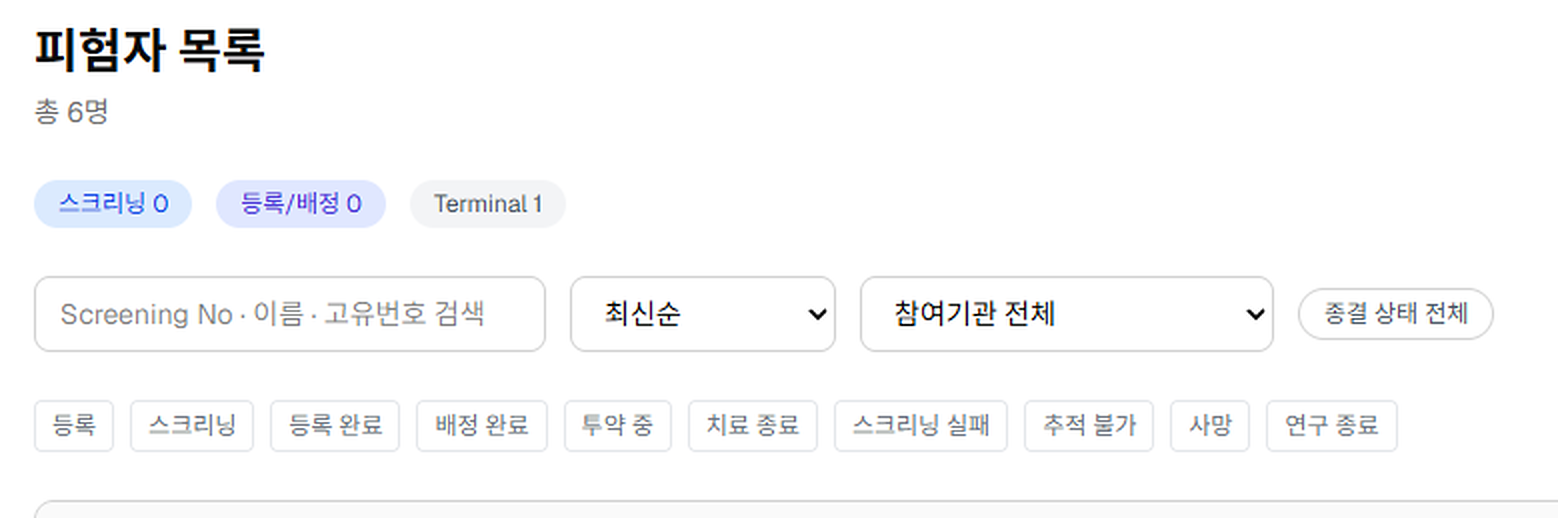 피험자 목록
총 6명
스크리닝 0 등록/배정 0 Terminal 1
Screening No · 이름 · 고유번호 검색 최신순 참여기관 전체 종결 상태 전체
등록 스크리닝 등록 완료 배정 완료 투약 중 치료 종료 스크리닝 실패 추적 불가 사망 연구 종료